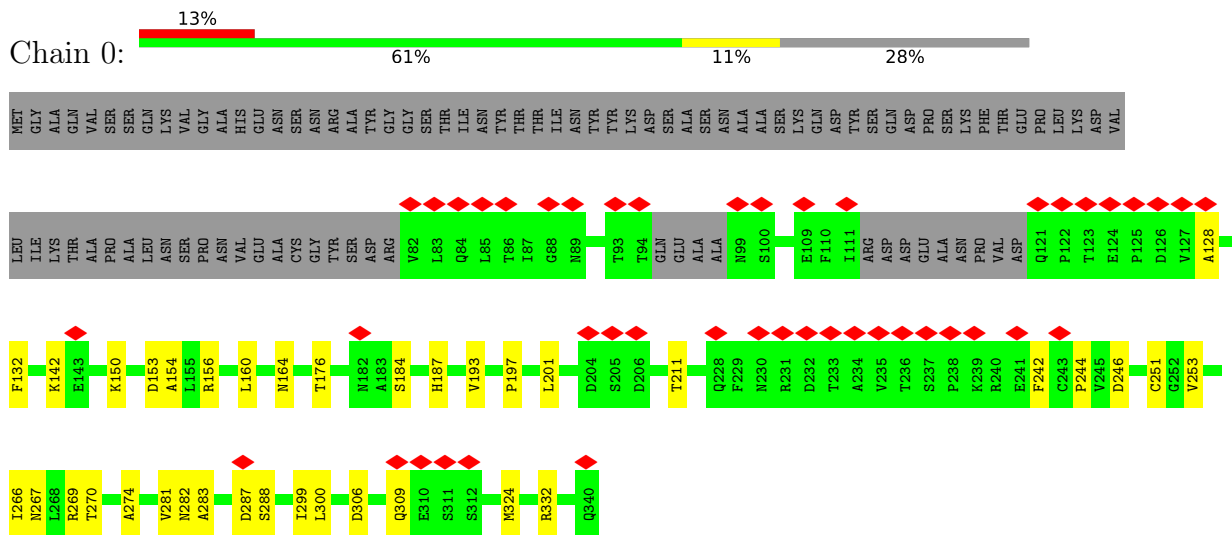 13%
Chain 0:
61% 11% 28%
MET GLY ALA GLN VAL SER SER GLN LYS VAL GLY ALA HIS GLU ASN SER ASN ARG ALA TYR GLY GLY SER THR ILE ASN TYR THR THR ILE ASN TYR TYR LYS ASP SER ALA SER ASN ALA ALA SER LYS GLN ASP TYR SER GLN ASP PRO SER LYS PHE THR GLU PRO LEU LYS ASP VAL
LEU ILE LYS THR ALA PRO ALA LEU ASN SER PRO ASN VAL GLU ALA CYS GLY TYR SER ASP ARG V82 L83 Q84 L85 T86 I87 G88 N89 T93 T94 GLN GLU ALA ALA N99 S100 E109 F110 I111 ARG ASP ASP GLU ALA ASN PRO VAL ASP Q121 P122 T123 E124 P125 D126 V127 A128
F132 K142 E143 K150 D153 A154 L155 R156 L160 N164 T176 N182 A183 S184 H187 V193 P197 L201 D204 S205 D206 T211 Q228 F229 N230 R231 D232 T233 A234 V235 T236 S237 P238 K239 R240 E241 F242 C243 P244 V245 D246 C251 G252 V253
I266 N267 L268 R269 T270 A274 V281 N282 A283 D287 S288 I299 L300 D306 Q309 E310 S311 S312 M324 R332 Q340